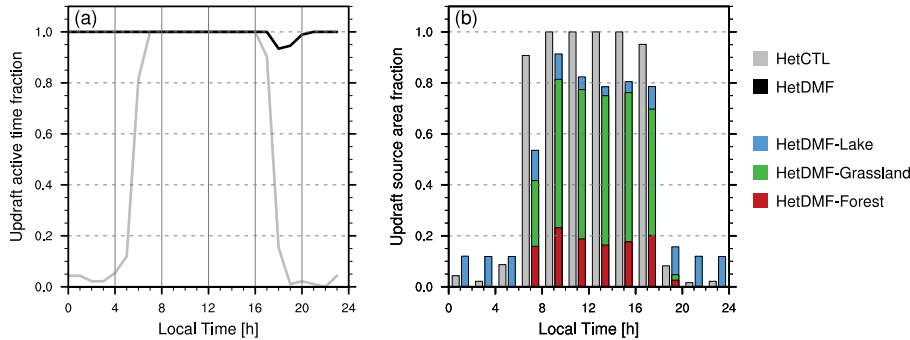 (a)
Updraft active time fraction
1.0
0.8
0.6
0.4
0.2
0.0
0 4 8 12 16 20 24
Local Time [h]
(b)
Updraft source area fraction
1.0
0.8
0.6
0.4
0.2
0.0
0 4 8 12 16 20 24
Local Time [h]
HetCTL
HetDMF
HetDMF-Lake
HetDMF-Grassland
HetDMF-Forest